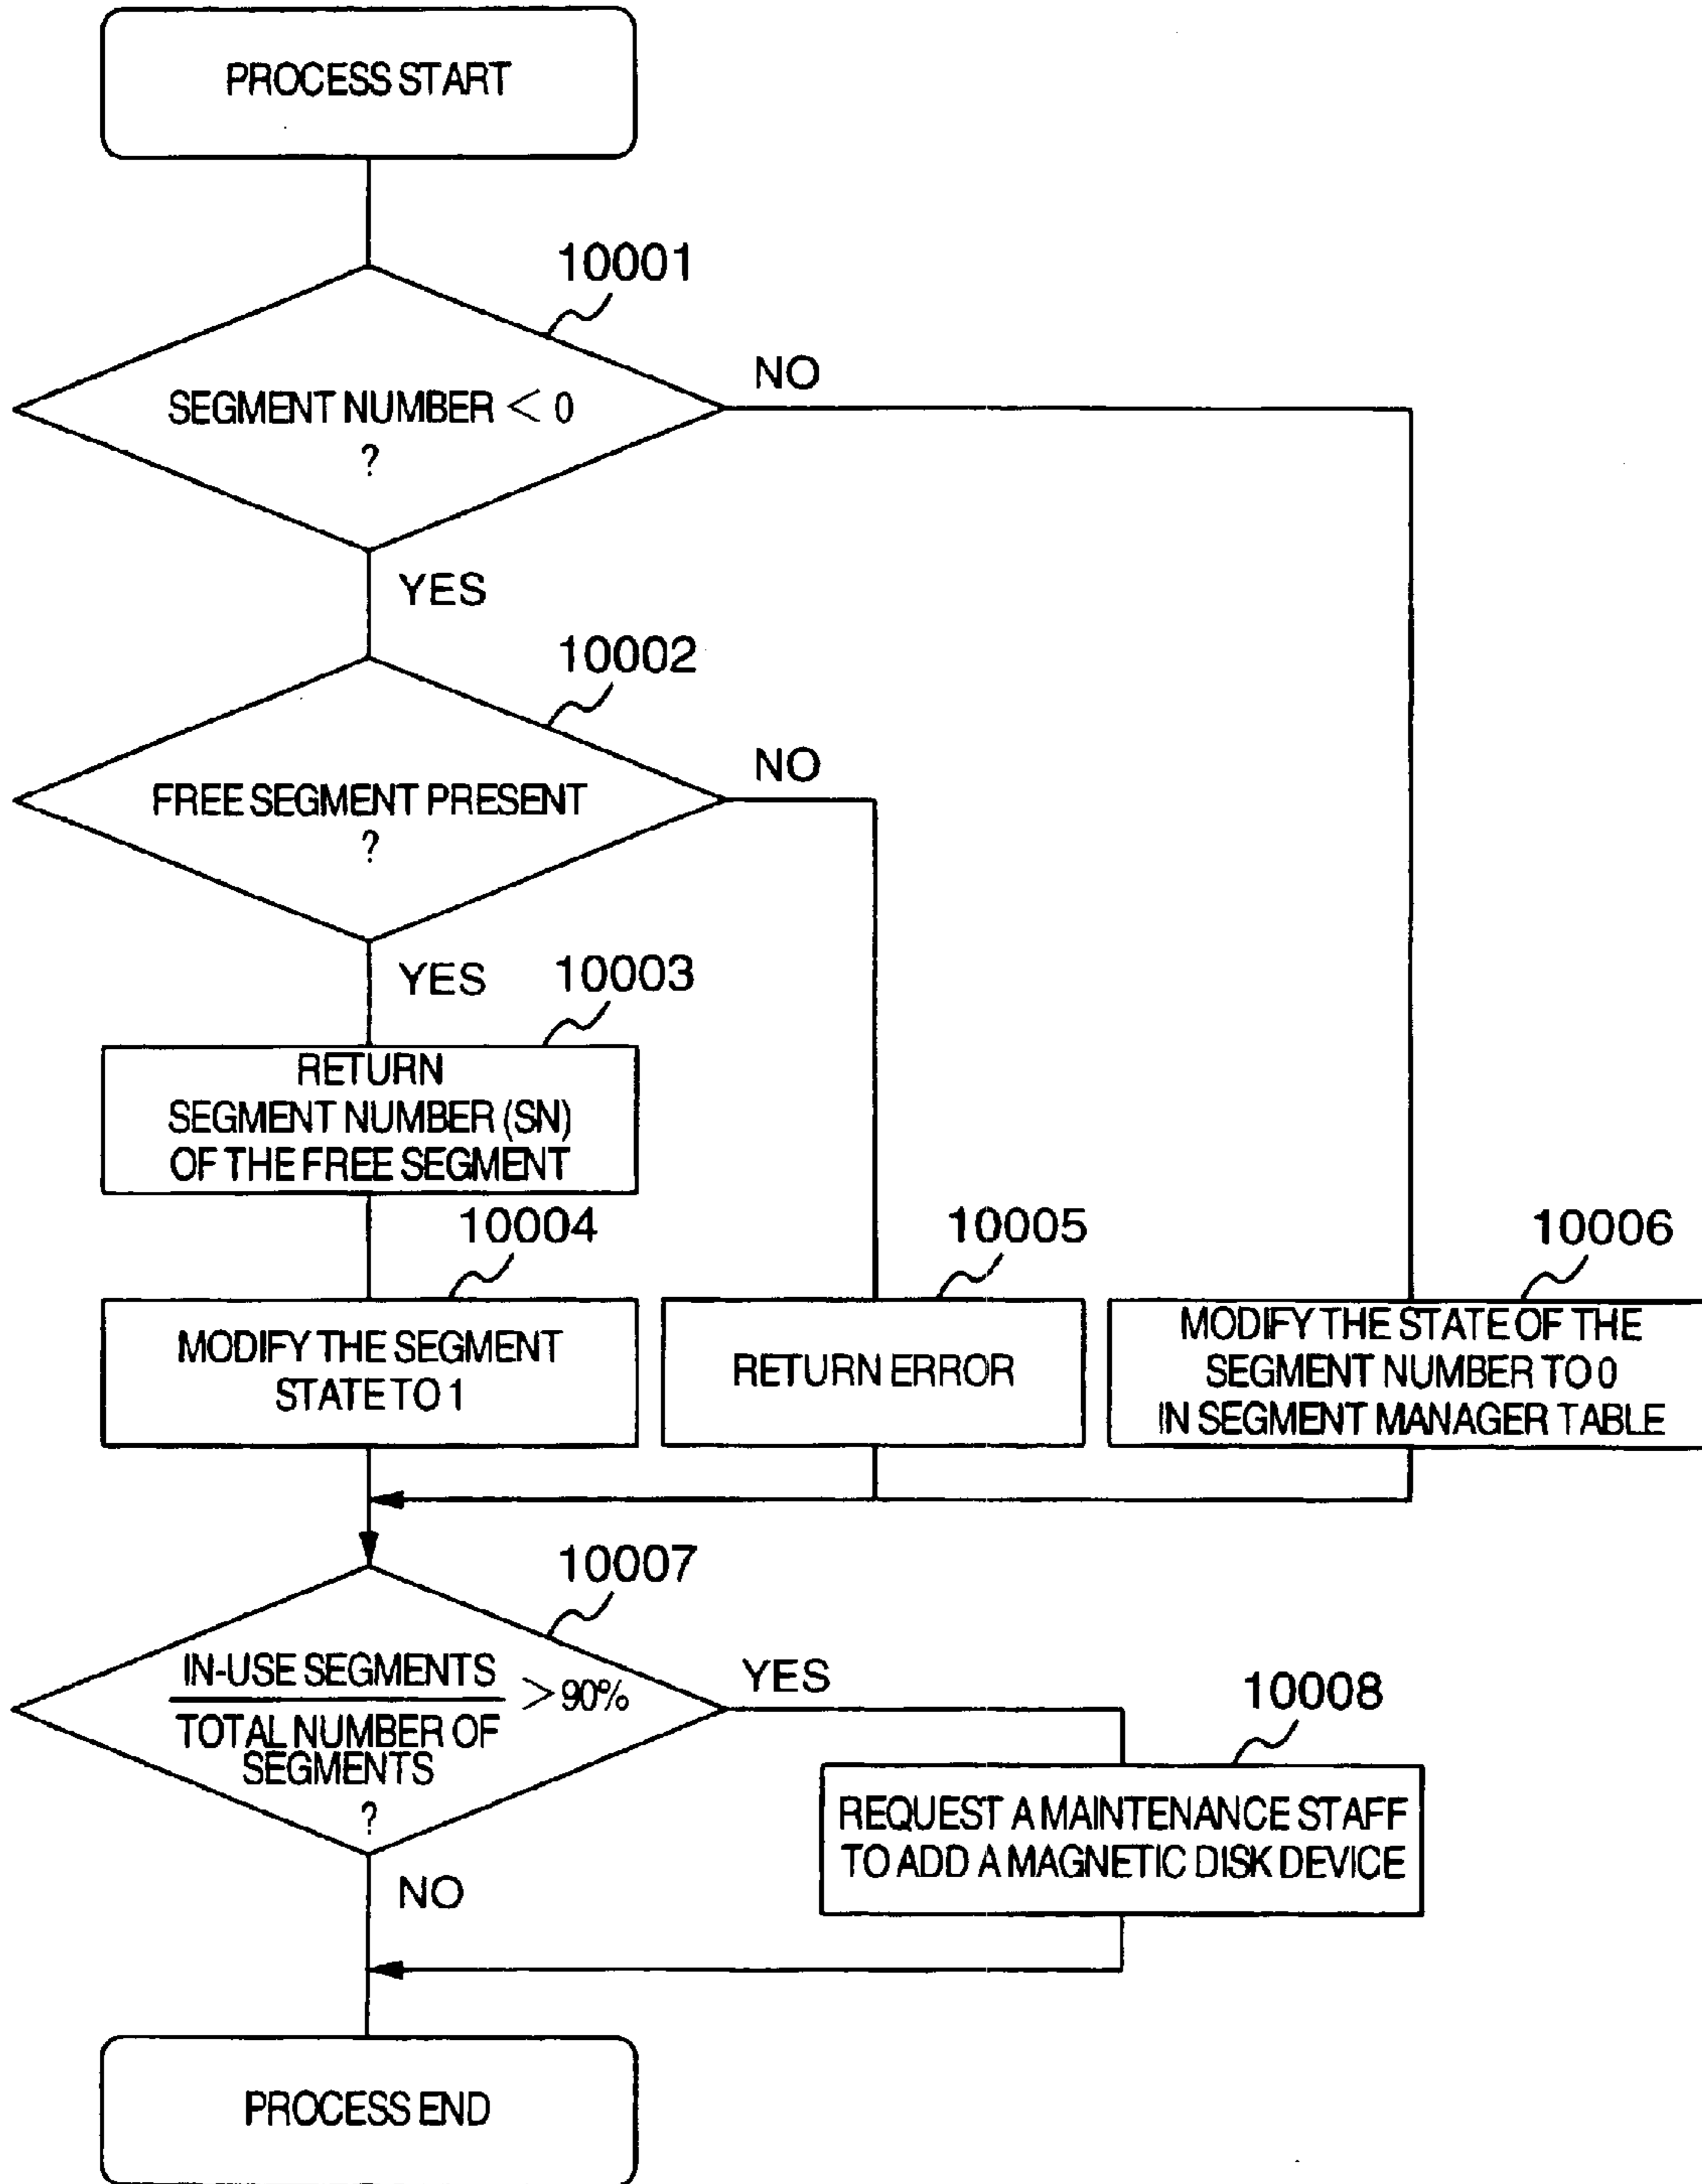 PROCESS START
10001
NO
SEGMENT NUMBER < 0
?
YES
10002
NO
FREE SEGMENT PRESENT
?
YES
10003
RETURN
SEGMENT NUMBER (SN)
OF THE FREE SEGMENT
10004
MODIFY THE SEGMENT
STATE TO 1
10005
RETURN ERROR
10006
MODIFY THE STATE OF THE
SEGMENT NUMBER TO 0
IN SEGMENT MANAGER TABLE
10007
IN-USE SEGMENTS
> 90%
TOTAL NUMBER OF
SEGMENTS
?
YES
10008
REQUEST A MAINTENANCE STAFF
TO ADD A MAGNETIC DISK DEVICE
NO
PROCESS END